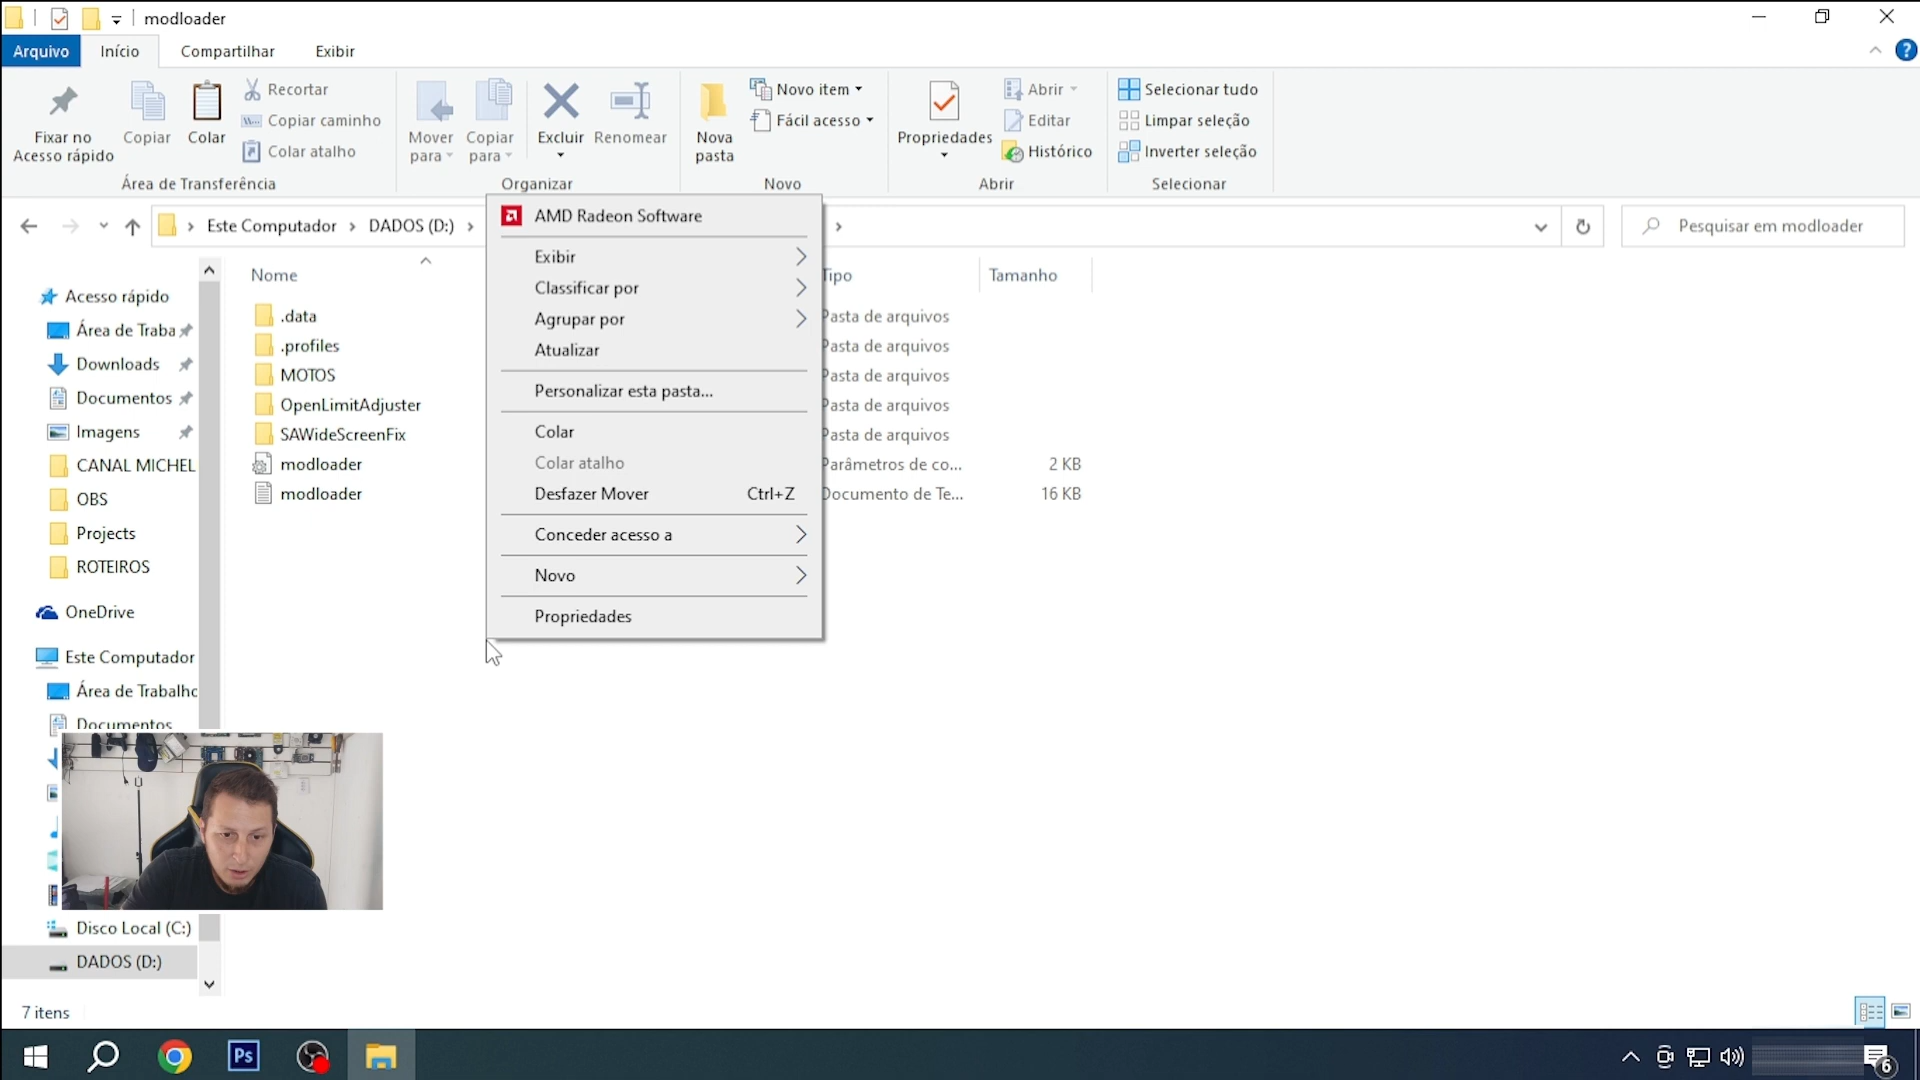 modloader
Arquivo
Início
Compartilhar
Exibir
?
Fixar no
Acesso rápido
Copiar
Colar
Recortar
Copiar caminho
Colar atalho
Área de Transferência
Mover
para
Copiar
para
Excluir
Renomear
Organizar
Nova
pasta
Novo item
Fácil acesso
Novo
Propriedades
Abrir
Editar
Histórico
Abrir
Selecionar tudo
Limpar seleção
Inverter seleção
Selecionar
Este Computador
DADOS (D:)
Pesquisar em modloader
Nome
Tipo
Tamanho
.data
Pasta de arquivos
.profiles
Pasta de arquivos
MOTOS
Pasta de arquivos
OpenLimitAdjuster
Pasta de arquivos
SAWideScreenFix
Pasta de arquivos
modloader
Parâmetros de co...
2 KB
modloader
Documento de Te...
16 KB
AMD Radeon Software
Exibir
Classificar por
Agrupar por
Atualizar
Personalizar esta pasta...
Colar
Colar atalho
Desfazer Mover Ctrl+Z
Conceder acesso a
Novo
Propriedades
Acesso rápido
Área de Traba
Downloads
Documentos
Imagens
CANAL MICHEL
OBS
Projects
ROTEIROS
OneDrive
Este Computador
Área de Trabalho
Documentos
Disco Local (C:)
DADOS (D:)
7 itens
Ps
6